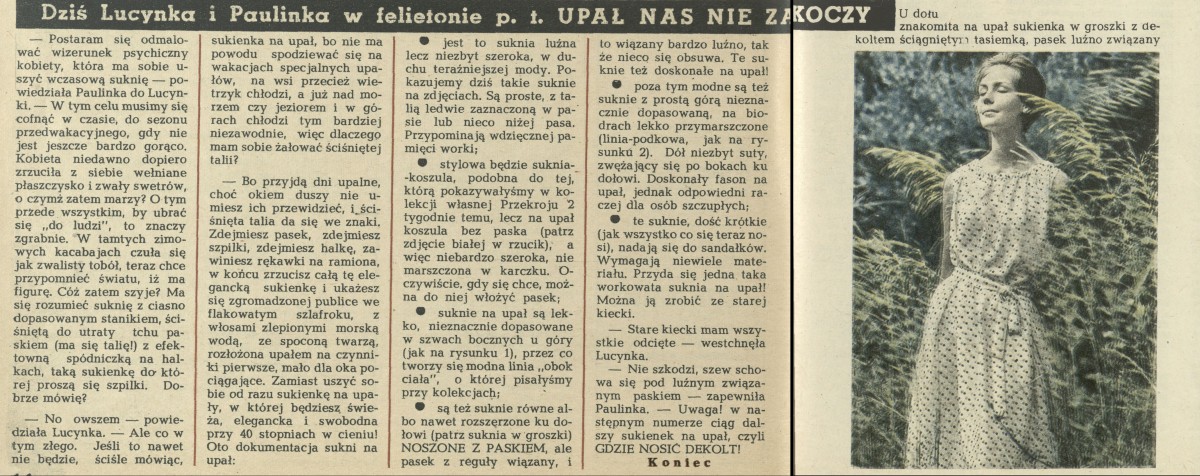 Dziś Lucynka i Paulinka w felietonie p. t. UPAŁ NAS NIE ZAKOCZY
— Postaram się odmalo-
wać wizerunek psychiczny
kobiety, która ma sobie u-
szyć wczasową suknię — po-
wiedziała Paulinka do Lucyn-
ki. — W tym celu musimy się
cofnąć w czasie, do sezonu
przedwakacyjnego, gdy nie
jest jeszcze bardzo gorąco.
Kobieta niedawno dopiero
zrzuciła z siebie wełniane
płaszczysko i zwały swetrów,
o czymż zatem marzy? O tym
przede wszystkim, by ubrać
się „do ludzi”, to znaczy
zgrabnie. W tamtych zimo-
wych kacabajach czuła się
jak zwalisty tobół, teraz chce
przypomnieć światu, iż ma
figurę. Cóż zatem szyje? Ma
się rozumieć suknię z ciasno
dopasowanym stanikiem, ści-
śniętą do utraty tchu pa-
skiem (ma się talię!) z efek-
towną spódniczką na hal-
kach, taką sukienkę do któ-
rej proszą się szpilki. Do-
brze mówię?
— No owszem — powie-
działa Lucynka. — Ale co w
tym złego. Jeśli to nawet
nie będzie, ściśle mówiąc,
sukienka na upał, bo nie ma
powodu spodziewać się na
wakacjach specjalnych upa-
łów, na wsi przecież wie-
trzyk chłodzi, a już nad mo-
rzem czy jeziorem i w gó-
rach chłodzi tym bardziej
niezawodnie, więc dlaczego
mam sobie żałować ściśniętej
talii?
— Bo przyjdą dni upalne,
choć okiem duszy nie u-
miesz ich przewidzieć, i ści-
śnięta talia da się we znaki.
Zdejmiesz pasek, zdejmiesz
szpilki, zdejmiesz halkę, za-
winiesz rękawki na ramiona,
w końcu zrzucisz całą tę ele-
gancką sukienkę i ukażesz
się zgromadzonej publice we
flakowatym szlafroku, z
włosami zlepionymi morską
wodą, ze spoconą twarzą,
rozłożona upałem na czynni-
ki pierwsze, mało dla oka po-
ciągające. Zamiast uszyć so-
bie od razu sukienkę na upa-
ły, w której będziesz świe-
ża, elegancka i swobodna
przy 40 stopniach w cieniu!
Oto dokumentacja sukni na
upał:
● jest to suknia luźna
lecz niezbyt szeroka, w du-
chu teraźniejszej mody. Po-
kazujemy dziś takie suknie
na zdjęciach. Są proste, z ta-
lią ledwie zaznaczoną w pa-
sie lub nieco niżej pasa.
Przypominają wdzięcznej pa-
mięci worki;
● stylowa będzie suknia-
-koszula, podobna do tej,
którą pokazywałyśmy w ko-
lekcji własnej Przekroju 2
tygodnie temu, lecz na upał
koszula bez paska (patrz
zdjęcie białej w rzucik), a
więc niebardzo szeroka, nie
marszczona w karczku. O-
czywiście, gdy się chce, moż-
na do niej włożyć pasek;
● suknie na upał są lek-
ko, nieznacznie dopasowane
w szwach bocznych u góry
(jak na rysunku 1), przez co
tworzy się modna linia „obok
ciała”, o której pisałyśmy
przy kolekcjach;
● są też suknie równe al-
bo nawet rozszęrzone ku do-
łowi (patrz suknia w groszki)
NOSZONE Z PASKIEM, ale
pasek z reguły wiązany, i
to wiązany bardzo luźno, tak
że nieco się obsuwa. Te su-
knie też doskonałe na upał!
● poza tym modne są też
suknie z prostą górą niezna-
cznie dopasowaną, na bio-
drach lekko przymarszczone
(linia-podkowa, jak na ry-
sunku 2). Dół niezbyt suty,
zwężający się po bokach ku
dołowi. Doskonały fason na
upał, jednak odpowiedni ra-
czej dla osób szczupłych;
● te suknie, dość krótkie
(jak wszystko co się teraz no-
si), nadają się do sandałków.
Wymagają niewiele mate-
riału. Przyda się jedna taka
workowata suknia na upał!
Można ją zrobić ze starej
kiecki.
— Stare kiecki mam wszy-
stkie odcięte — westchnęła
Lucynka.
— Nie szkodzi, szew scho-
wa się pod luźnym związa-
nym paskiem — zapewniła
Paulinka. — Uwaga! w na-
stępnym numerze ciąg dal-
szy sukienek na upał, czyli
GDZIE NOSIĆ DEKOLT!
Koniec
U dołu
znakomita na upał sukienka w groszki z de-
koltem ściągniętym tasiemką, pasek luźno związany